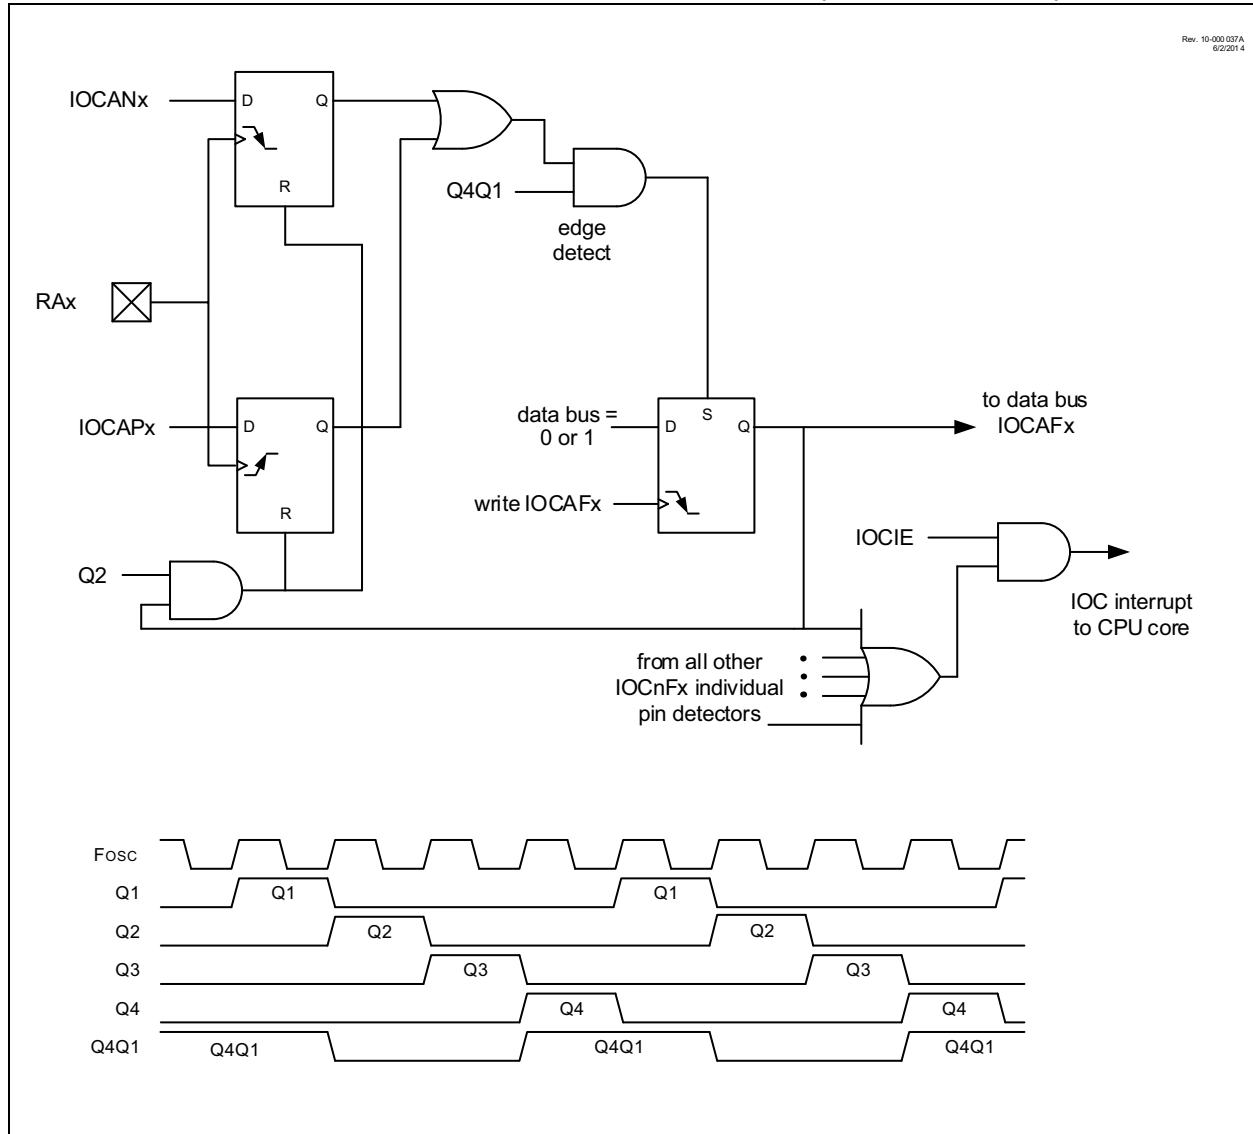 Rev. 10-000 037A
6/2/201 4
IOCANx
D
Q
R
Q4Q1
edge
detect
RAx
IOCAPx
D
Q
R
data bus =
0 or 1
S
D
Q
to data bus
IOCAFx
write IOCAFx
IOCIE
Q2
IOC interrupt
to CPU core
from all other
IOCnFx individual
pin detectors
FOSC
Q1
Q1
Q1
Q2
Q2
Q2
Q3
Q3
Q3
Q4
Q4
Q4
Q4Q1
Q4Q1
Q4Q1
Q4Q1